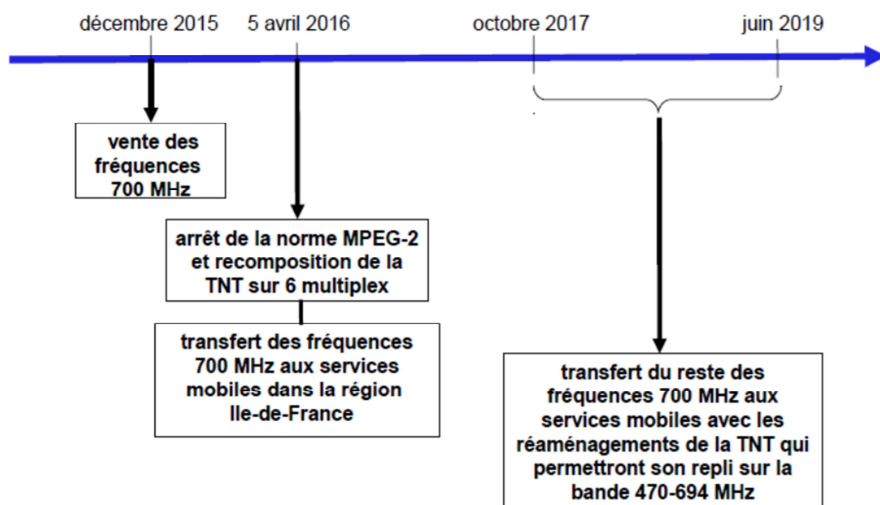 décembre 2015
5 avril 2016
octobre 2017
juin 2019
vente des
fréquences
700 MHz
arrêt de la norme MPEG-2
et recomposition de la
TNT sur 6 multiplex
transfert des fréquences
700 MHz aux services
mobiles dans la région
Ile-de-France
transfert du reste des
fréquences 700 MHz aux
services mobiles avec les
réaménagements de la TNT qui
permettront son repli sur la
bande 470-694 MHz